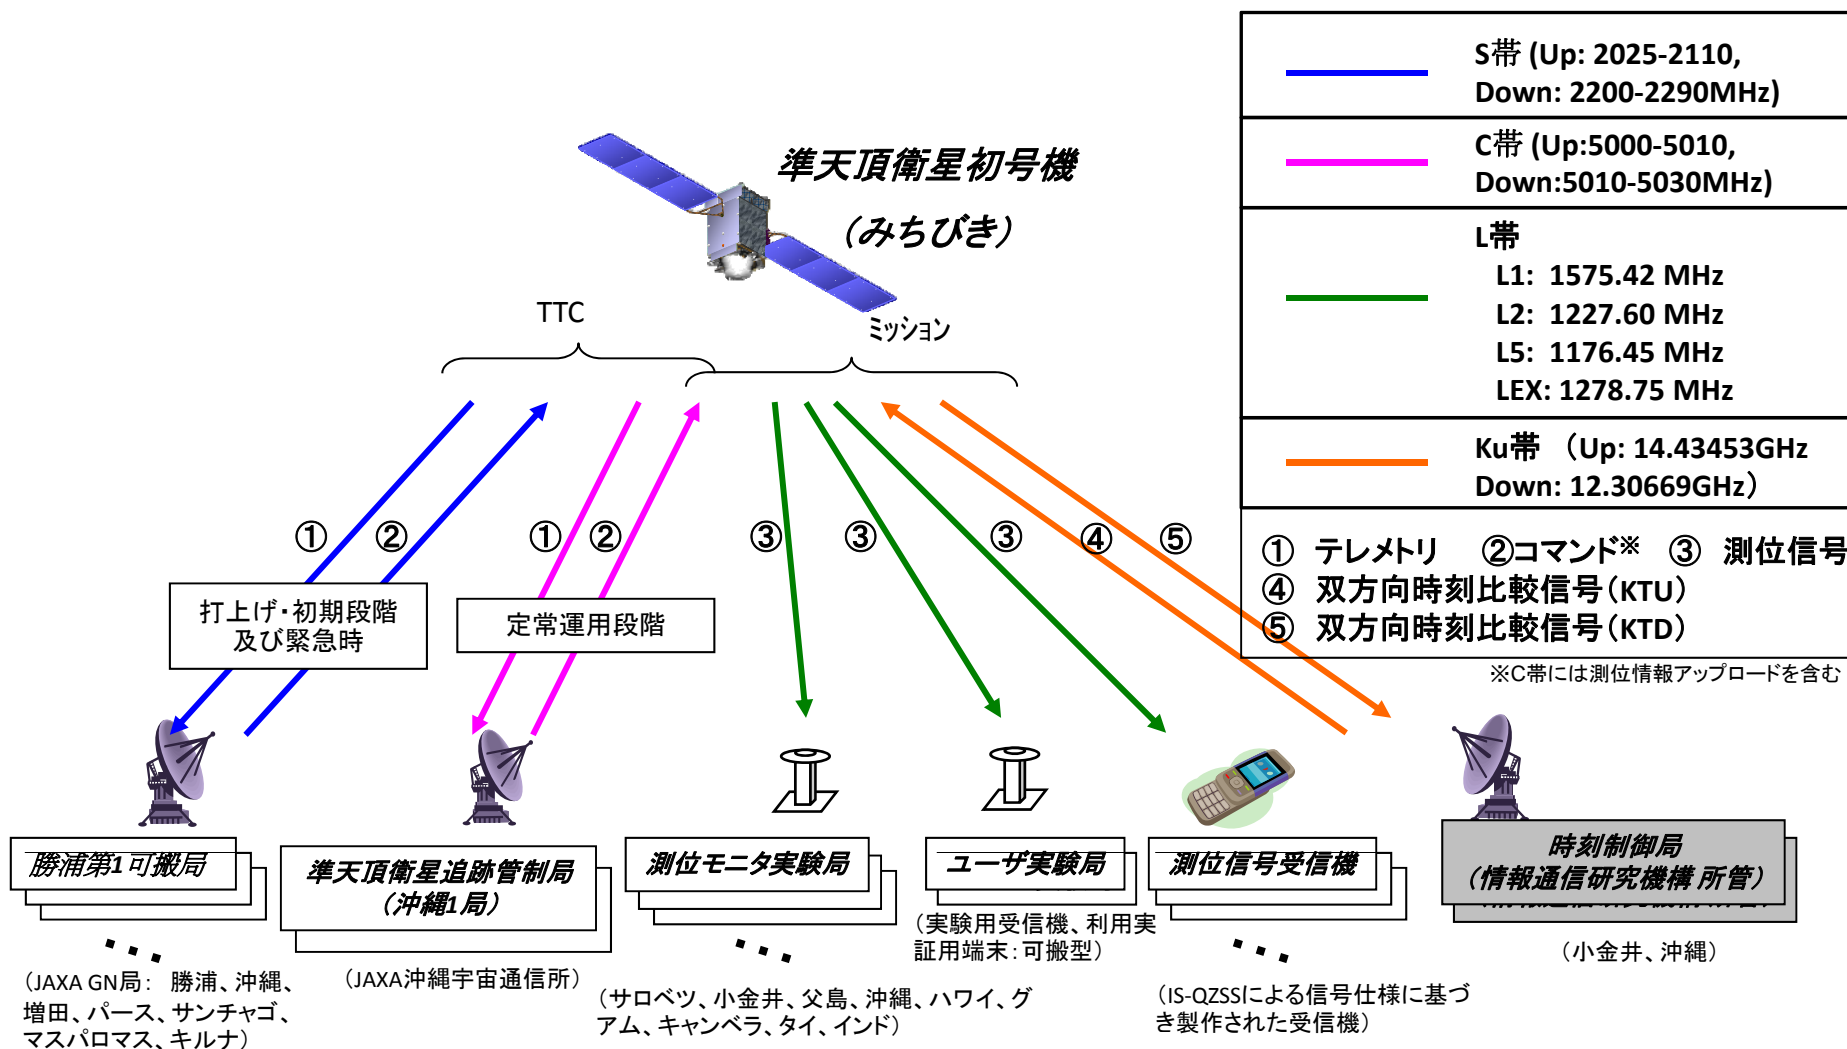 S帯 (Up: 2025-2110,
Down: 2200-2290MHz)
C帯 (Up:5000-5010,
Down:5010-5030MHz)
L帯
L1: 1575.42 MHz
L2: 1227.60 MHz
L5: 1176.45 MHz
LEX: 1278.75 MHz
Ku帯 （Up: 14.43453GHz
Down: 12.30669GHz）
① テレメトリ ②コマンド※ ③ 測位信号
④ 双方向時刻比較信号（KTU）
⑤ 双方向時刻比較信号（KTD）
※C帯には測位情報アップロードを含む
準天頂衛星初号機
（みちびき）
TTC
ミッション
① ② ① ② ③ ③ ③ ④ ⑤
打上げ・初期段階
及び緊急時
定常運用段階
勝浦第1可搬局
（JAXA GN局： 勝浦、沖縄、
増田、パース、サンチャゴ、
マスパロマス、キルナ）
準天頂衛星追跡管制局
（沖縄1局）
（JAXA沖縄宇宙通信所）
測位モニタ実験局
（サロベツ、小金井、父島、沖縄、ハワイ、グ
アム、キャンベラ、タイ、インド）
ユーザ実験局
（実験用受信機、利用実
証用端末：可搬型）
測位信号受信機
（IS-QZSSによる信号仕様に基づ
き製作された受信機）
時刻制御局
（情報通信研究機構 所管）
（小金井、沖縄）